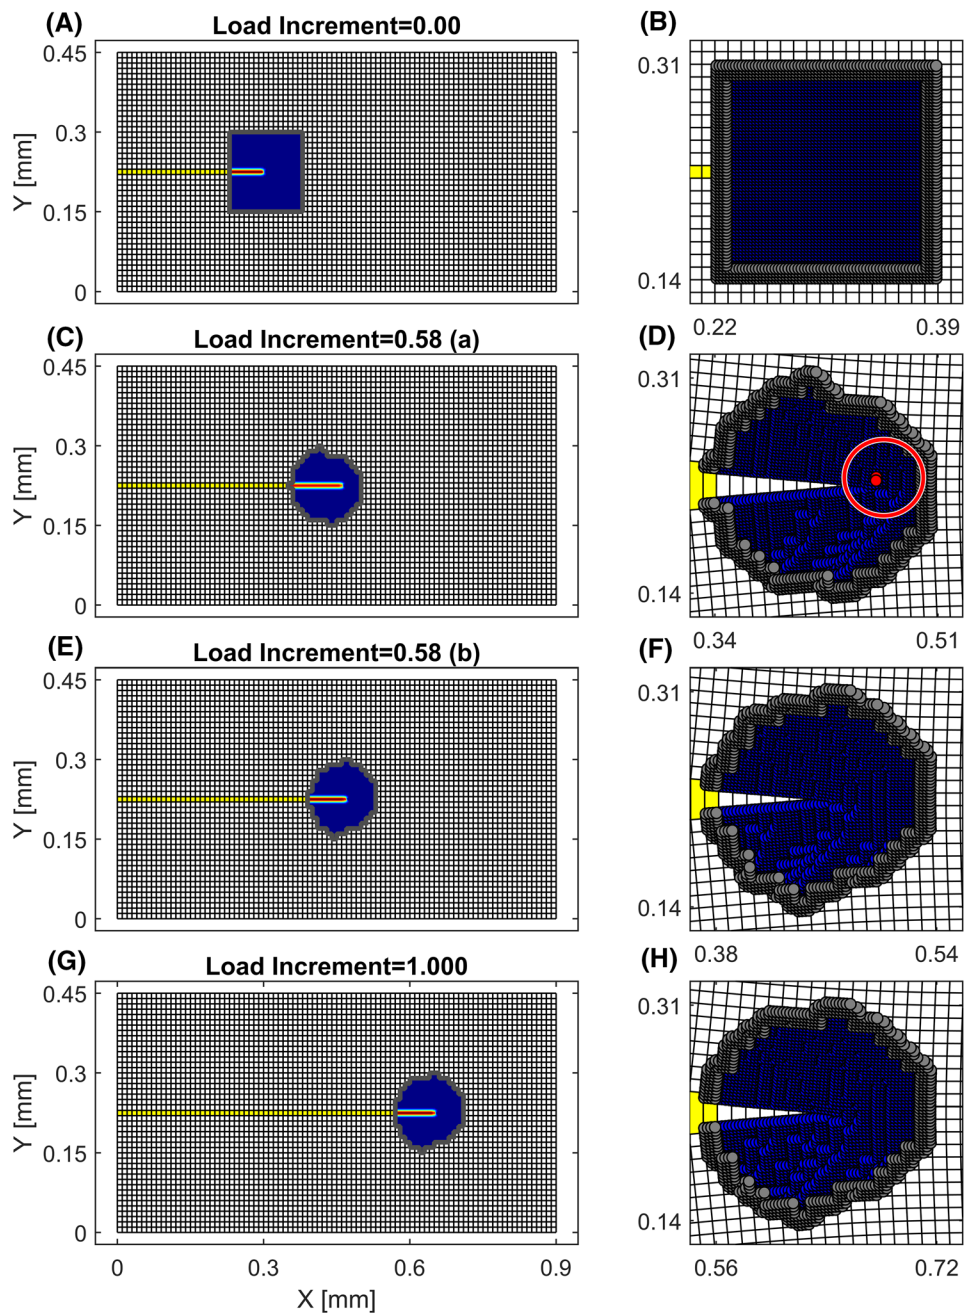 (A) Load Increment=0.00 (B)
0.45 0.31
0.3
Y [mm]
0.15
0 0.14
0.22 0.39
(C) Load Increment=0.58 (a) (D)
0.45 0.31
0.3
Y [mm]
0.15
0 0.14
0.34 0.51
(E) Load Increment=0.58 (b) (F)
0.45 0.31
0.3
Y [mm]
0.15
0 0.14
0.38 0.54
(G) Load Increment=1.000 (H)
0.45 0.31
0.3
Y [mm]
0.15
0 0.14
0 0.3 0.6 0.9 0.56 0.72
X [mm]